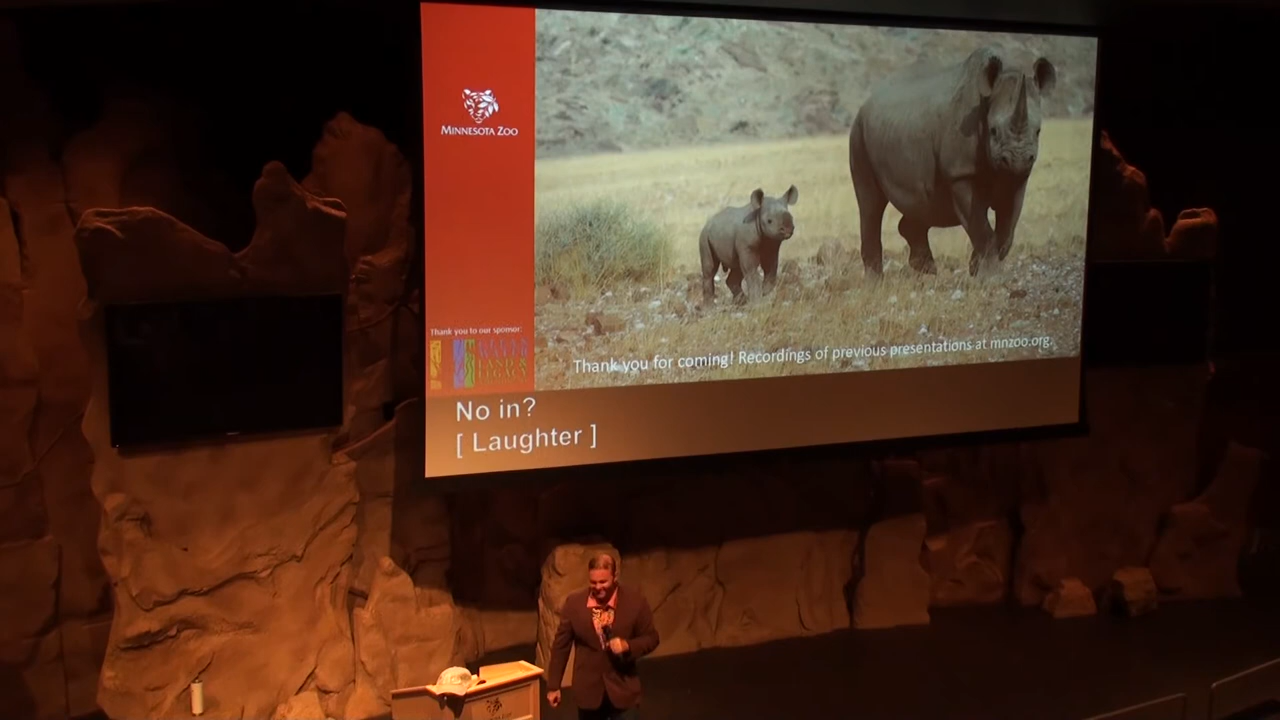 MINNESOTA ZOO
Thank you to our sponsor:
Thank you for coming! Recordings of previous presentations at mnzoo.org.
No in?
[ Laughter ]